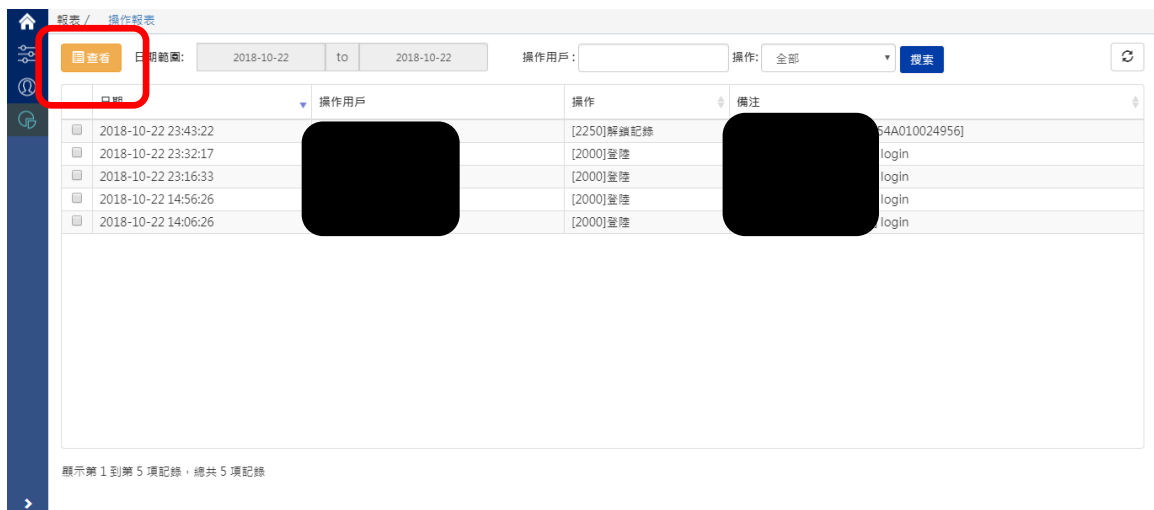 報表 / 操作報表
查看 日期範圍: 2018-10-22 to 2018-10-22 操作用戶 : 操作: 全部 搜索
日期 操作用戶 操作 備注
2018-10-22 23:43:22 [2250]解鎖記錄 54A010024956]
2018-10-22 23:32:17 [2000]登陸 login
2018-10-22 23:16:33 [2000]登陸 login
2018-10-22 14:56:26 [2000]登陸 login
2018-10-22 14:06:26 [2000]登陸 login
顯示第 1 到第 5 項記錄，總共 5 項記錄